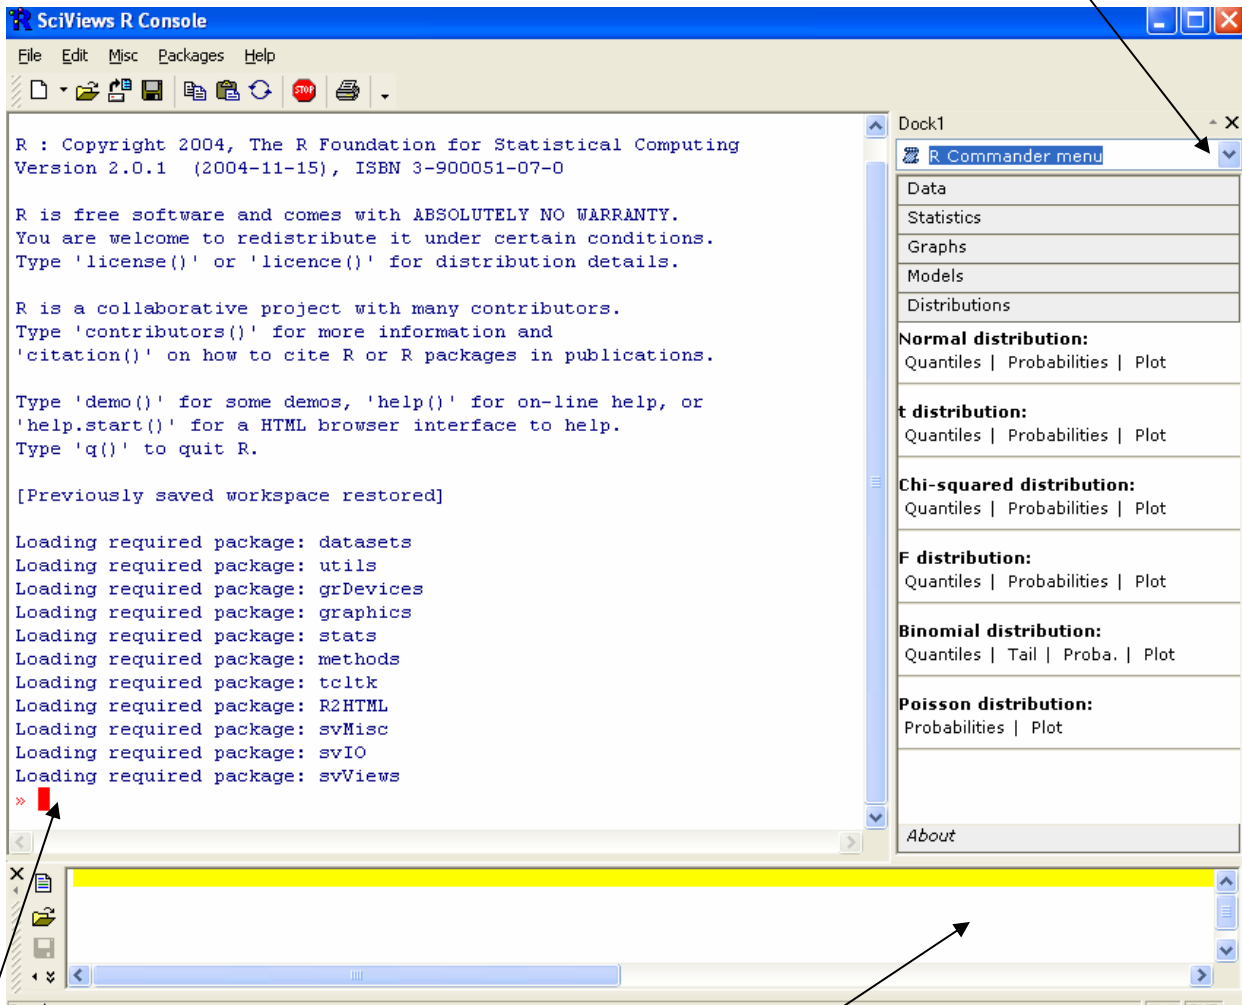 SciViews R Console
File Edit Misc Packages Help
STOP
R : Copyright 2004, The R Foundation for Statistical Computing
Version 2.0.1 (2004-11-15), ISBN 3-900051-07-0
R is free software and comes with ABSOLUTELY NO WARRANTY.
You are welcome to redistribute it under certain conditions.
Type 'license()' or 'licence()' for distribution details.
R is a collaborative project with many contributors.
Type 'contributors()' for more information and
'citation()' on how to cite R or R packages in publications.
Type 'demo()' for some demos, 'help()' for on-line help, or
'help.start()' for a HTML browser interface to help.
Type 'q()' to quit R.
[Previously saved workspace restored]
Loading required package: datasets
Loading required package: utils
Loading required package: grDevices
Loading required package: graphics
Loading required package: stats
Loading required package: methods
Loading required package: tcltk
Loading required package: R2HTML
Loading required package: svMisc
Loading required package: svIO
Loading required package: svViews
»
Dock1
R Commander menu
Data
Statistics
Graphs
Models
Distributions
Normal distribution:
Quantiles | Probabilities | Plot
t distribution:
Quantiles | Probabilities | Plot
Chi-squared distribution:
Quantiles | Probabilities | Plot
F distribution:
Quantiles | Probabilities | Plot
Binomial distribution:
Quantiles | Tail | Proba. | Plot
Poisson distribution:
Probabilities | Plot
About